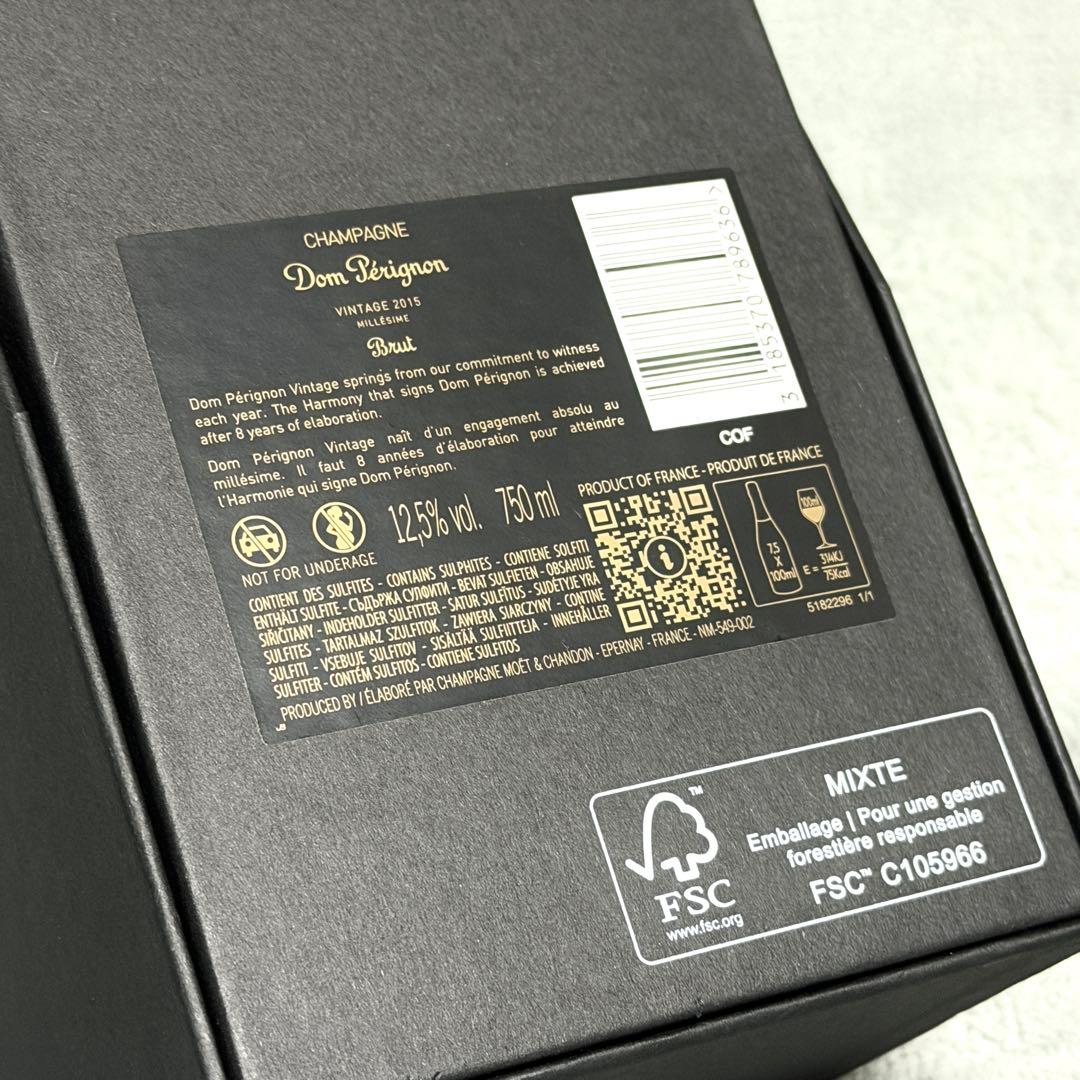 CHAMPAGNE
Dom Pérignon
VINTAGE 2015
MILLÉSIME
Brut
Dom Pérignon Vintage springs from our commitment to witness
each year. The Harmony that signs Dom Pérignon is achieved
after 8 years of elaboration.
Dom Pérignon Vintage naît d'un engagement absolu au
millésime. Il faut 8 années d'élaboration pour atteindre
l'Harmonie qui signe Dom Pérignon.
NOT FOR UNDERAGE
12,5% vol. 750 ml
CONTIENT DES SULFITES - CONTAINS SULPHITES - CONTIENE SOLFITI
ENTHÄLT SULFITE - СЪДЪРЖА СУЛФИТИ - BEVAT SULFIETEN - OBSAHUJE
SIŘIČITANY - INDEHOLDER SULFITTER - SATUR SULFĪTUS - SUDĖTYJE YRA
SULFITES - TARTALMAZ SZULFITOK - ZAWIERA SIARCZYNY - CONTINE
SULFITI - VSEBUJE SULFITOV - SISÄLTÄÄ SULFIITTEJA - INNEHÅLLER
SULFITER - CONTÉM SULFITOS - CONTIENE SULFITOS
PRODUCED BY / ÉLABORÉ PAR CHAMPAGNE MOËT & CHANDON - EPERNAY - FRANCE - NM-549-002
3 185370 789636 >
COF
PRODUCT OF FRANCE - PRODUIT DE FRANCE
i
7,5
X
100ml
100ml
E = 314KJ
75Kcal
5182296 1/1
MIXTE
Emballage | Pour une gestion
forestière responsable
FSC™ C105966
™
FSC
www.fsc.org